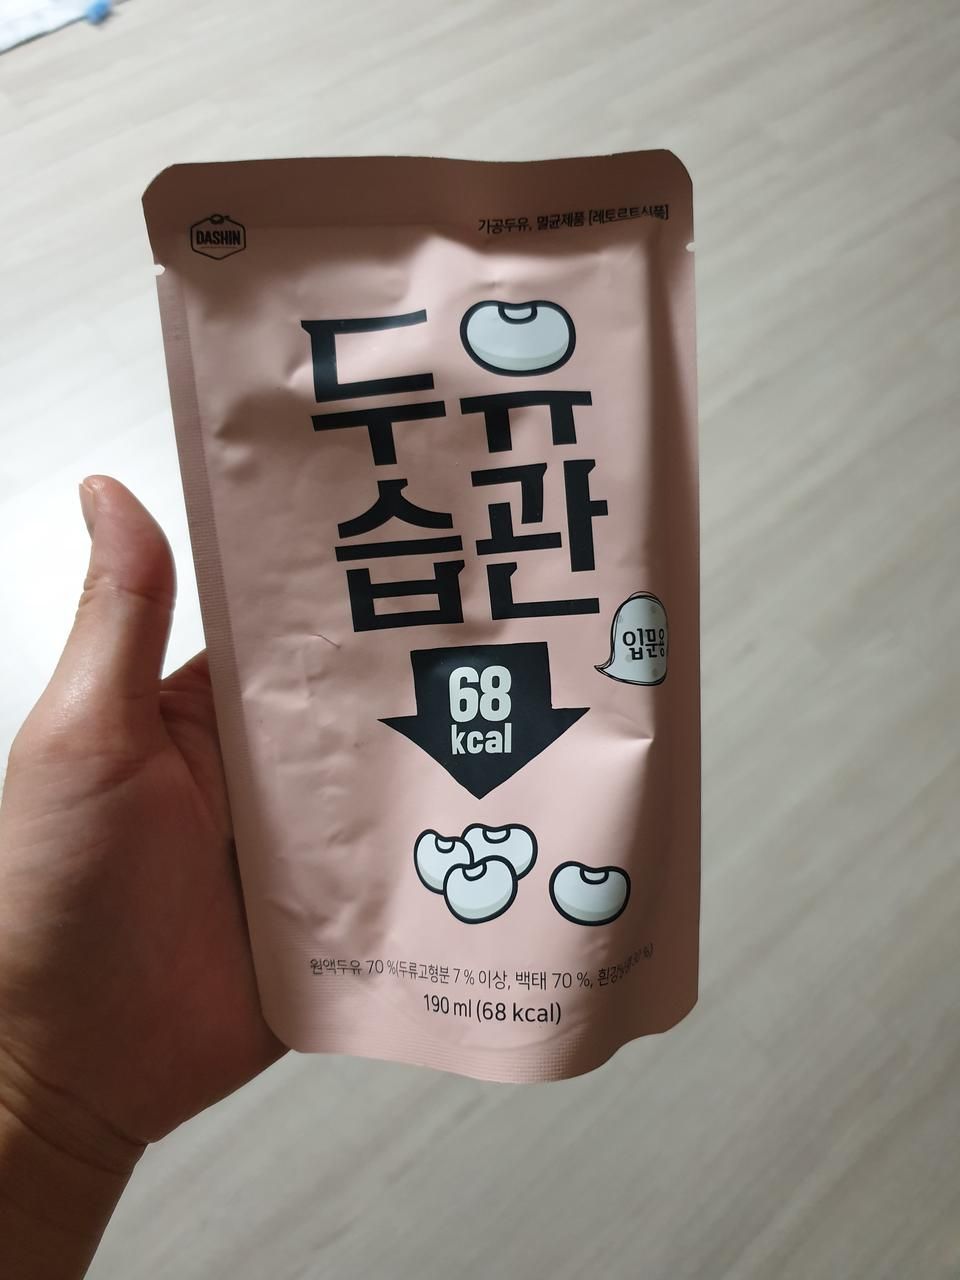 DASHIN
가공두유, 멸균제품 [레토르트식품]
두유
습관
입문용
68
kcal
원액두유 70 %(두류고형분 7 % 이상, 백태 70 %,
190 ml (68 kcal)